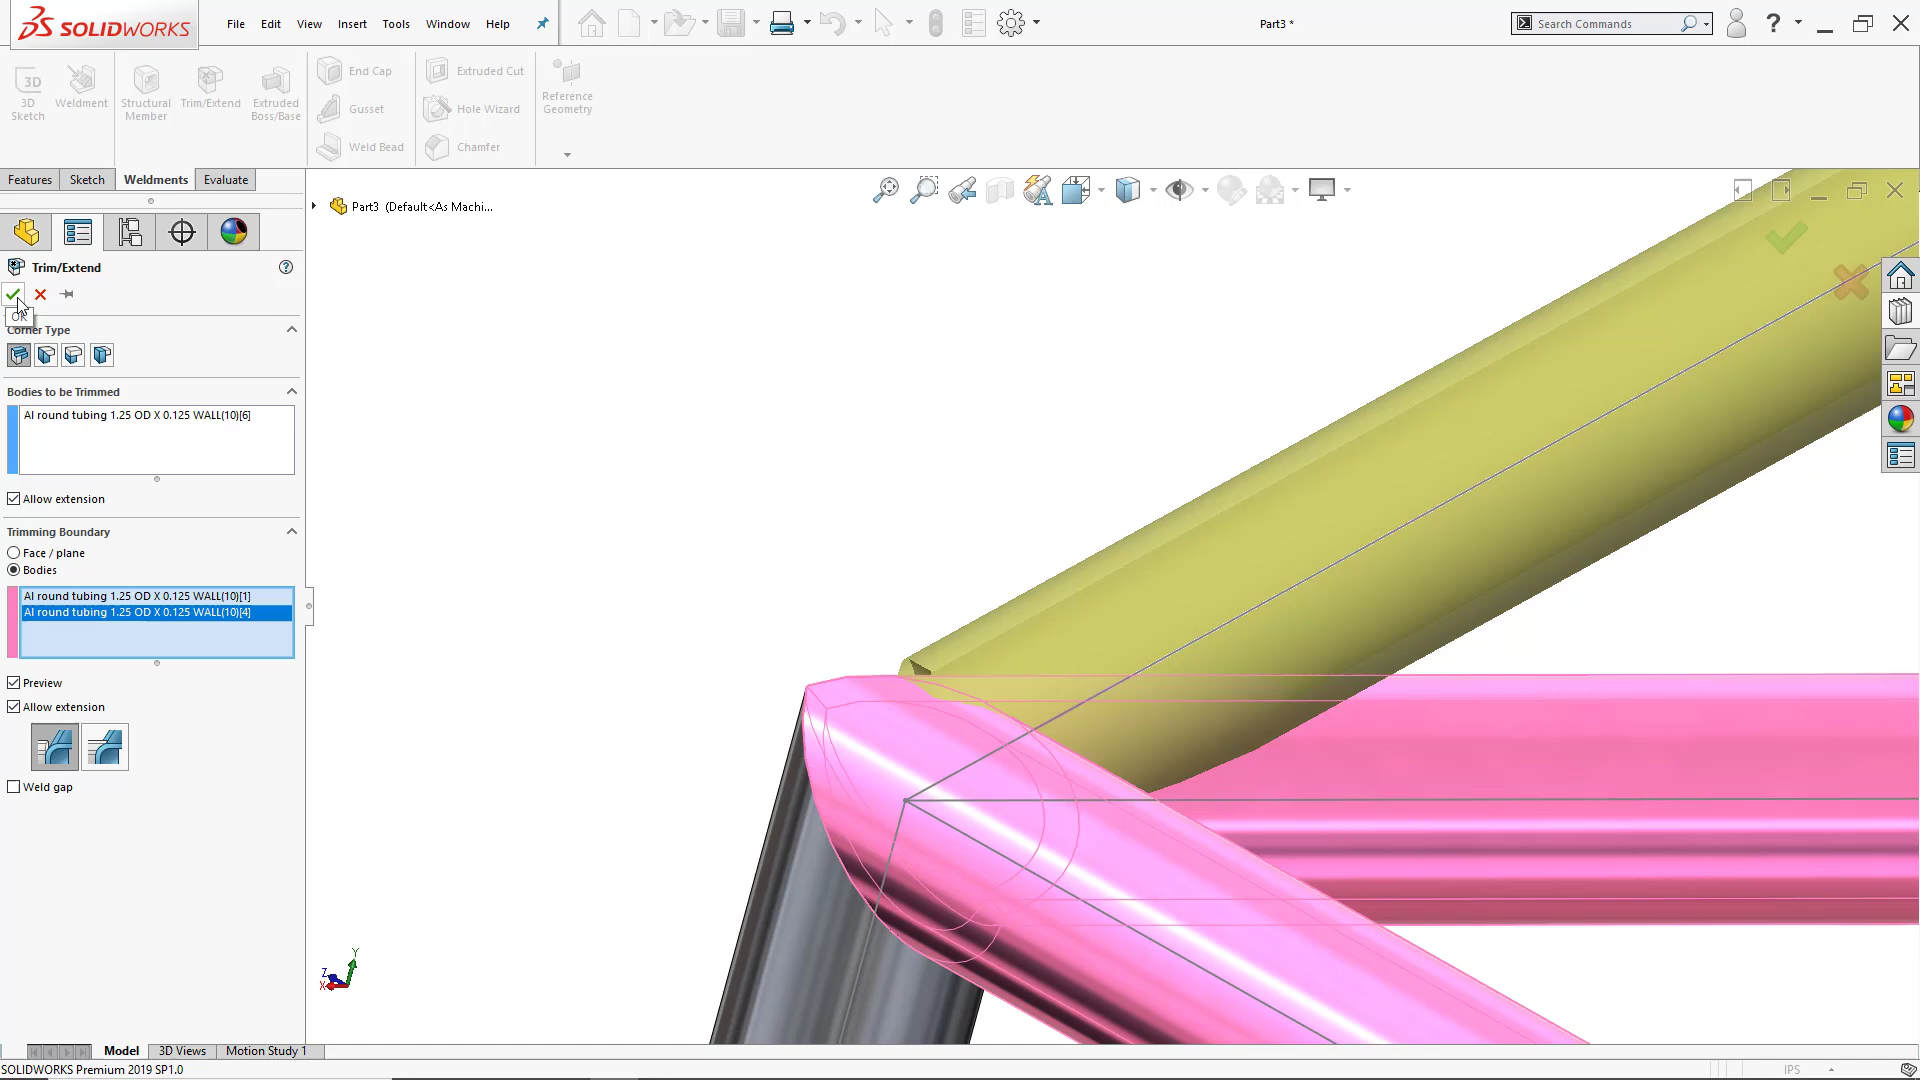 SOLIDWORKS
File Edit View Insert Tools Window Help
Part3 *
Search Commands
3D Sketch
Weldment
Structural Member
Trim/Extend
Extruded Boss/Base
End Cap
Gusset
Weld Bead
Extruded Cut
Hole Wizard
Chamfer
Reference Geometry
Features Sketch Weldments Evaluate
Part3 (Default<As Machi...
Trim/Extend
OK
Corner Type
Bodies to be Trimmed
Al round tubing 1.25 OD X 0.125 WALL(10)[6]
Allow extension
Trimming Boundary
Face / plane
Bodies
Al round tubing 1.25 OD X 0.125 WALL(10)[1]
Al round tubing 1.25 OD X 0.125 WALL(10)[4]
Preview
Allow extension
Weld gap
Y
Z
X
Model 3D Views Motion Study 1
SOLIDWORKS Premium 2019 SP1.0
IPS